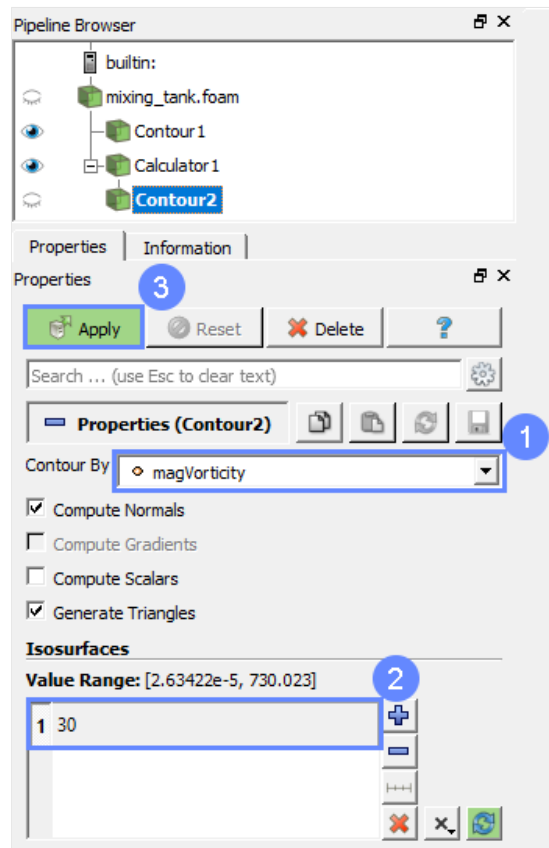 Pipeline Browser
builtin:
mixing_tank.foam
Contour1
Calculator1
Contour2
Properties Information
Properties
3
Apply Reset Delete ?
Search ... (use Esc to clear text)
Properties (Contour2)
1
Contour By magVorticity
Compute Normals
Compute Gradients
Compute Scalars
Generate Triangles
Isosurfaces
Value Range: [2.63422e-5, 730.023]
2
1 30